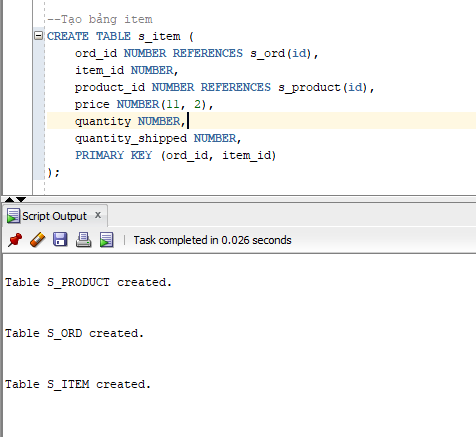 --Tạo bảng item
CREATE TABLE s_item (
ord_id NUMBER REFERENCES s_ord(id),
item_id NUMBER,
product_id NUMBER REFERENCES s_product(id),
price NUMBER(11, 2),
quantity NUMBER,
quantity_shipped NUMBER,
PRIMARY KEY (ord_id, item_id)
);
Script Output x
Task completed in 0.026 seconds
Table S_PRODUCT created.
Table S_ORD created.
Table S_ITEM created.